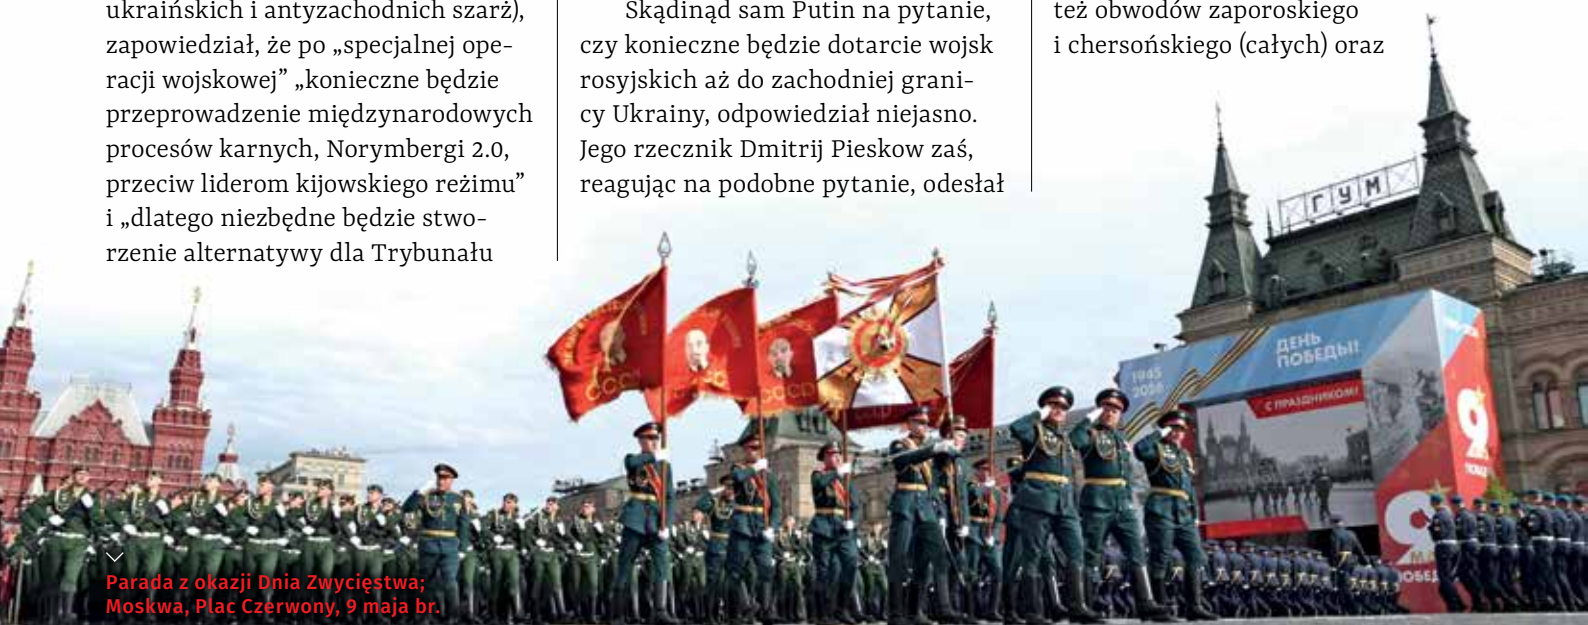 ukraińskich i antyzachodnich szarż),
zapowiedział, że po „specjalnej ope-
racji wojskowej” „konieczne będzie
przeprowadzenie międzynarodowych
procesów karnych, Norymbergi 2.0,
przeciw liderom kijowskiego reżimu”
i „dlatego niezbędne będzie stwo-
rzenie alternatywy dla Trybunału
Skądinąd sam Putin na pytanie,
czy konieczne będzie dotarcie wojsk
rosyjskich aż do zachodniej grani-
cy Ukrainy, odpowiedział niejasno.
Jego rzecznik Dmitrij Pieskow zaś,
reagując na podobne pytanie, odesłał
też obwodów zaporoskiego
i chersońskiego (całych) oraz
ГУМ
ДЕНЬ
ПОБЕДЫ!
1945
С ПРАЗДНИКОМ!
9
9
СССР
СССР
Parada z okazji Dnia Zwycięstwa;
Moskwa, Plac Czerwony, 9 maja br.